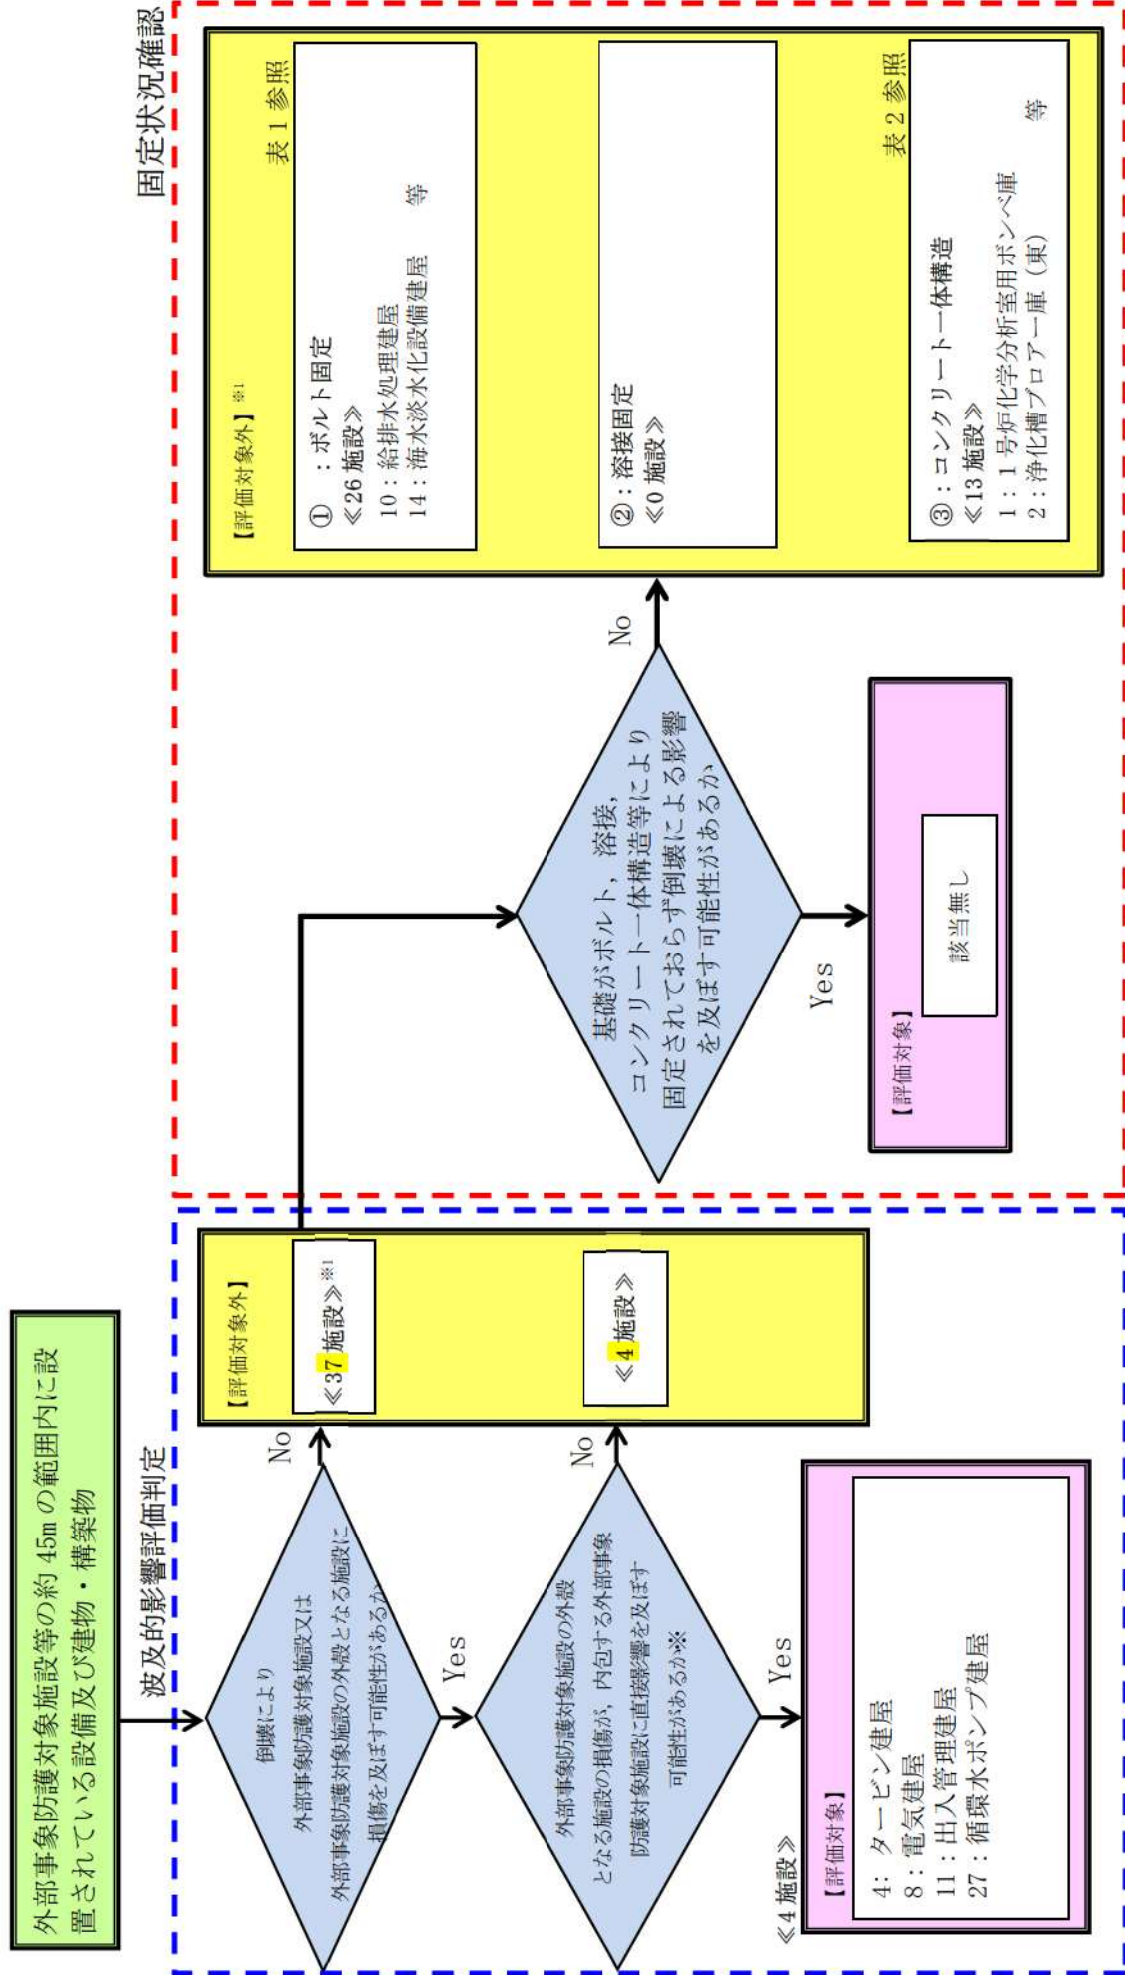 外部事象防護対象施設等の約 45m の範囲内に設
置されている設備及び建物・構築物
波及的影響評価判定
倒壊により
外部事象防護対象施設又は
外部事象防護対象施設の外殻となる施設に
損傷を及ぼす可能性があるか
No
Yes
【評価対象外】
≪37 施設≫※1
外部事象防護対象施設の外殻
となる施設の損傷が，内包する外部事象
防護対象施設に直接影響を及ぼす
可能性があるか※
No
≪4 施設≫
Yes
≪4 施設≫
【評価対象】
4: タービン建屋
8：電気建屋
11：出入管理建屋
27：循環水ポンプ建屋
固定状況確認
基礎がボルト，溶接，
コンクリート一体構造等により
固定されておらず倒壊による影響
を及ぼす可能性があるか
No
Yes
【評価対象】
該当無し
【評価対象外】※1
表 1 参照
① ：ボルト固定
≪26 施設≫
10：給排水処理建屋
14：海水淡水化設備建屋 等
②：溶接固定
≪0 施設≫
表 2 参照
③：コンクリート一体構造
≪13 施設≫
1：1 号炉化学分析室用ボンベ庫
2：浄化槽ブロアー庫（東） 等